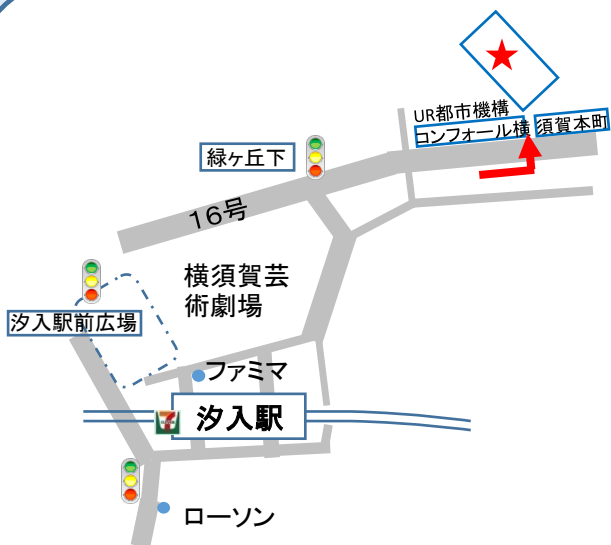 UR都市機構
コンフォール横須賀本町
緑ヶ丘下
16号
横須賀芸
術劇場
汐入駅前広場
ファミマ
7
汐入駅
ローソン